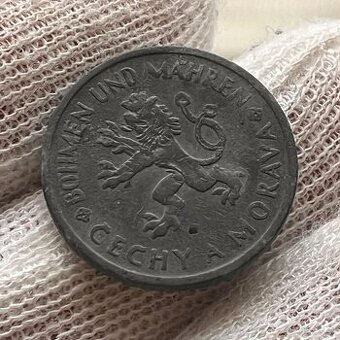 BÖHMEN UND MÄHREN
ČECHY A MORAVA